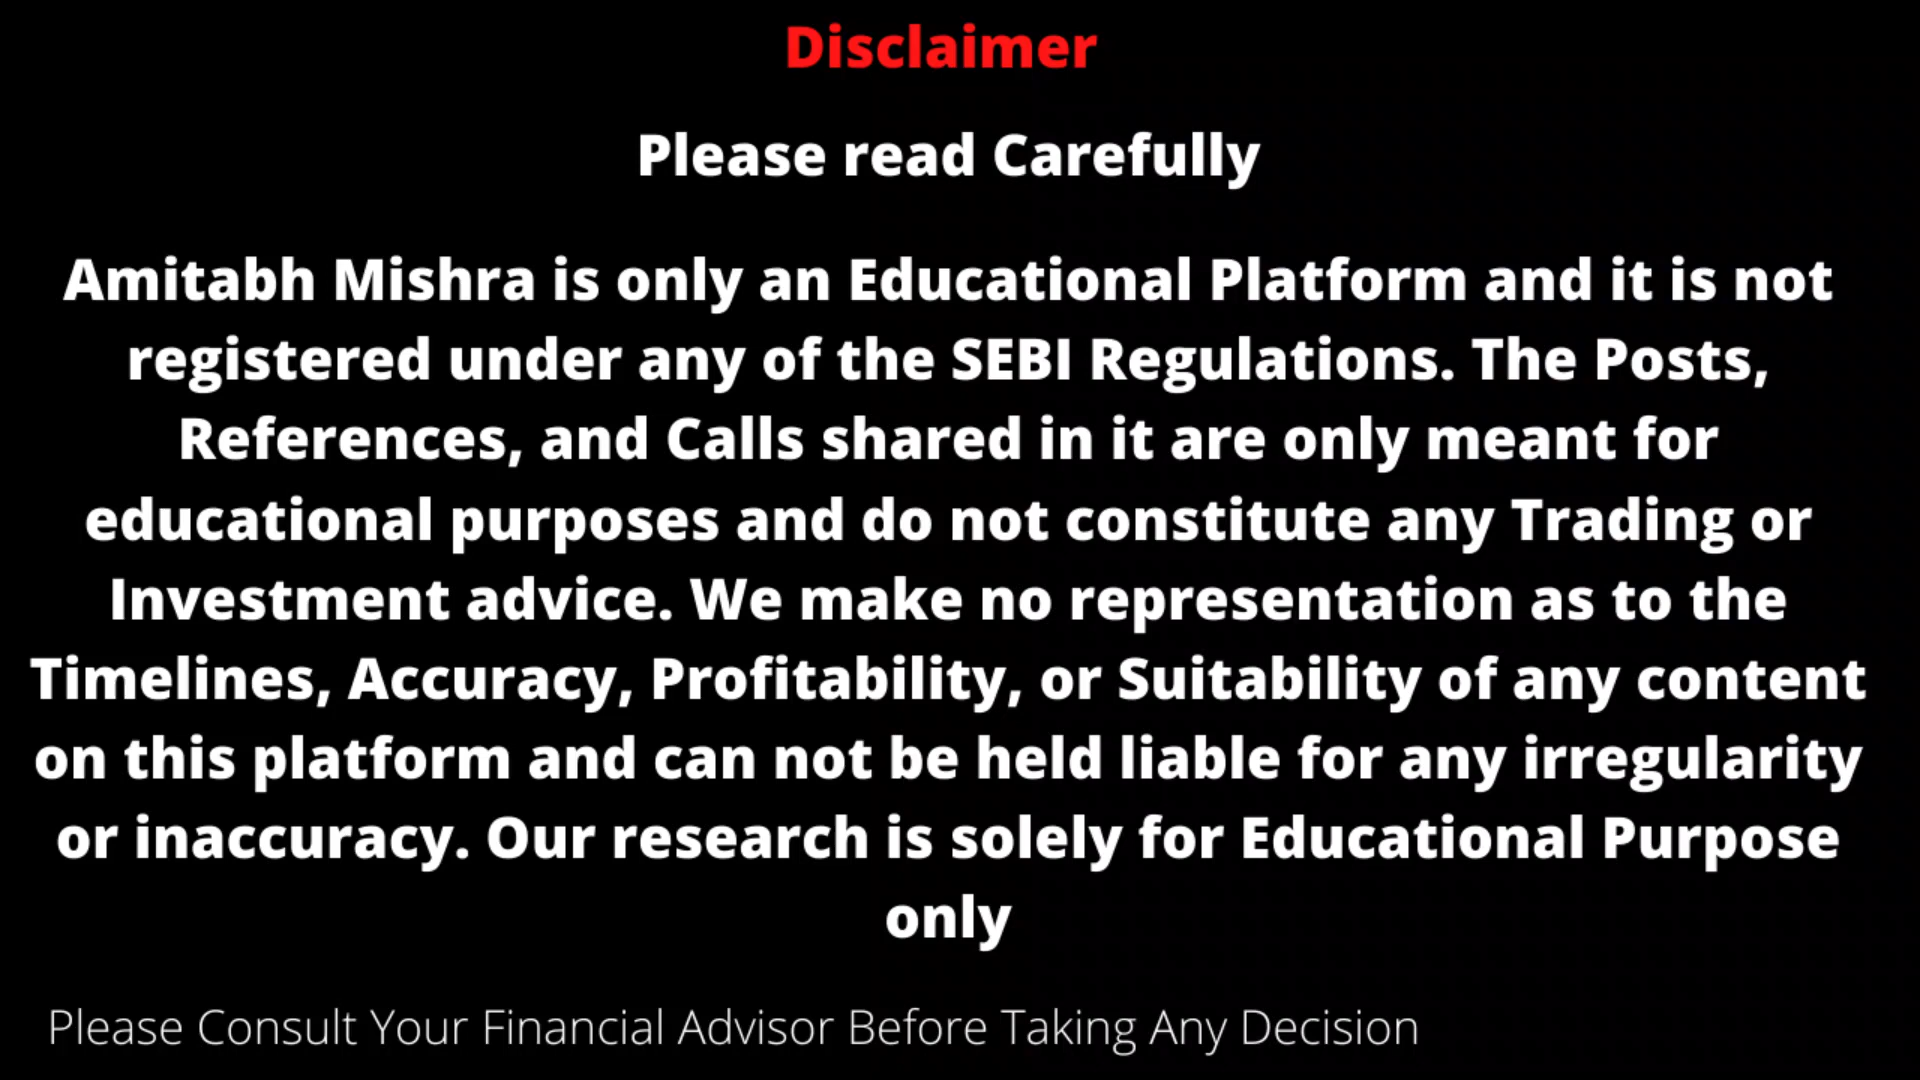 Disclaimer
Please read Carefully
Amitabh Mishra is only an Educational Platform and it is not
registered under any of the SEBI Regulations. The Posts,
References, and Calls shared in it are only meant for
educational purposes and do not constitute any Trading or
Investment advice. We make no representation as to the
Timelines, Accuracy, Profitability, or Suitability of any content
on this platform and can not be held liable for any irregularity
or inaccuracy. Our research is solely for Educational Purpose
only
Please Consult Your Financial Advisor Before Taking Any Decision